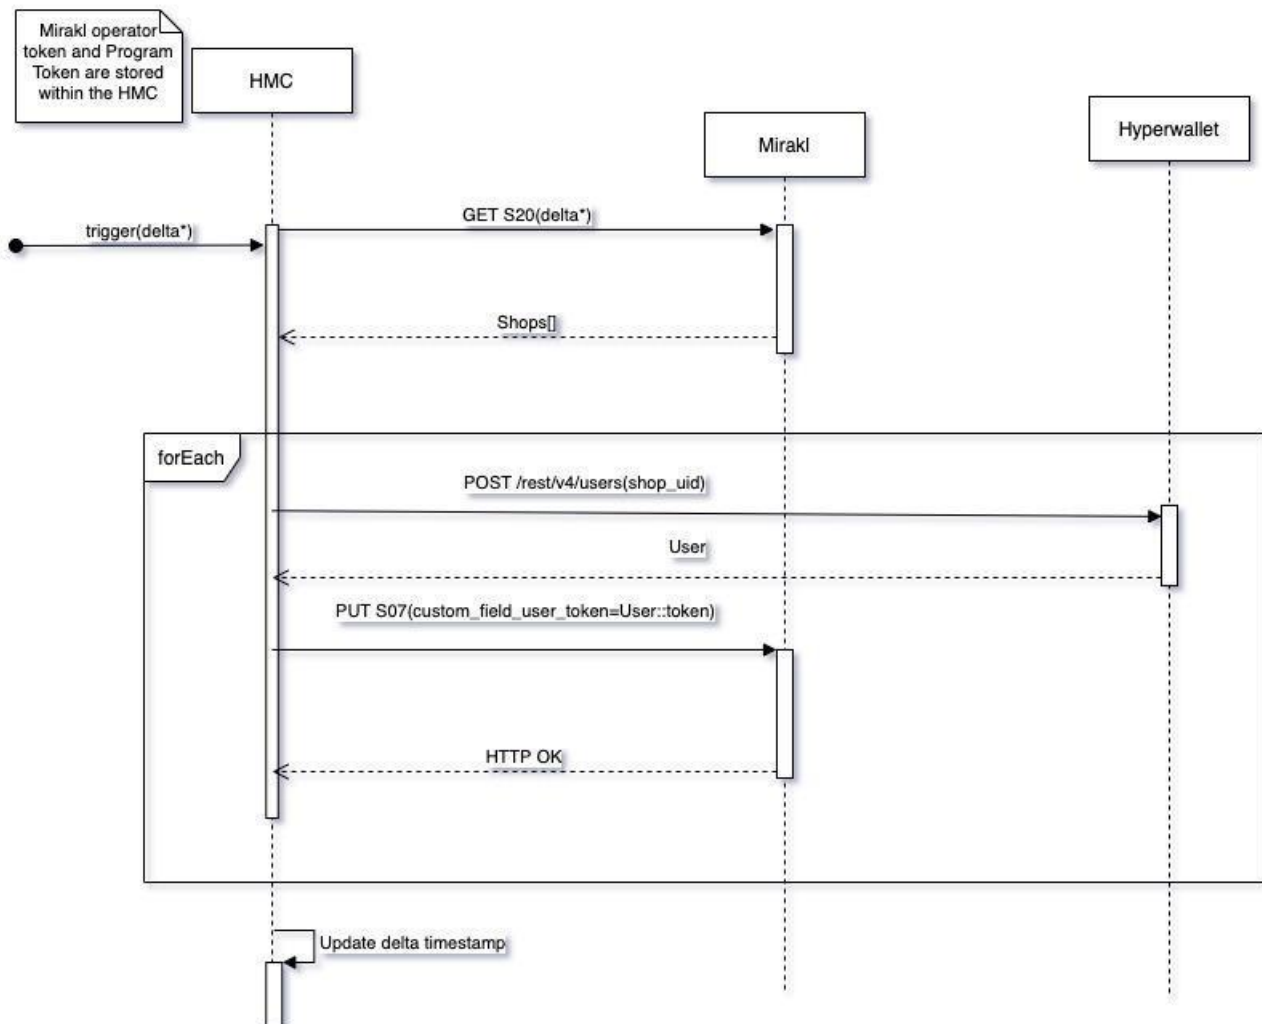 Mirakl operator
token and Program
Token are stored
within the HMC
HMC
Mirakl
Hyperwallet
GET S20(delta*)
trigger(delta*)
Shops[]
forEach
POST /rest/v4/users(shop_uid)
User
PUT S07(custom_field_user_token=User::token)
HTTP OK
Update delta timestamp